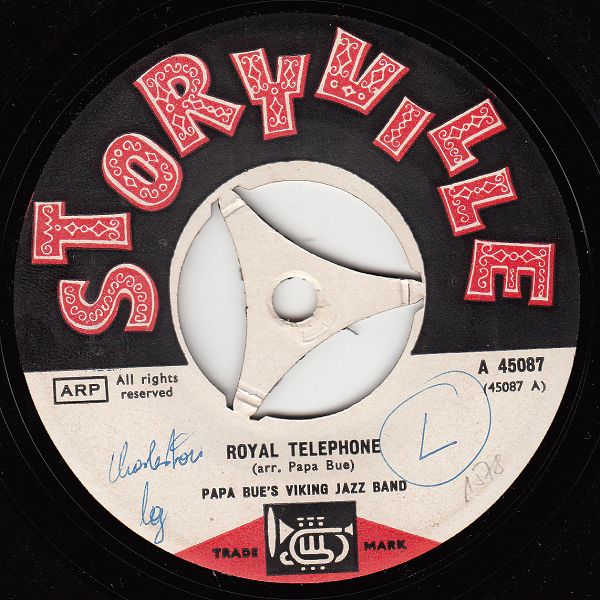 STORYVILLE
A 45087
(45087 A)
ARP
All rights
reserved
ROYAL TELEPHONE
(arr. Papa Bue)
PAPA BUE'S VIKING JAZZ BAND
L
TRADE MARK